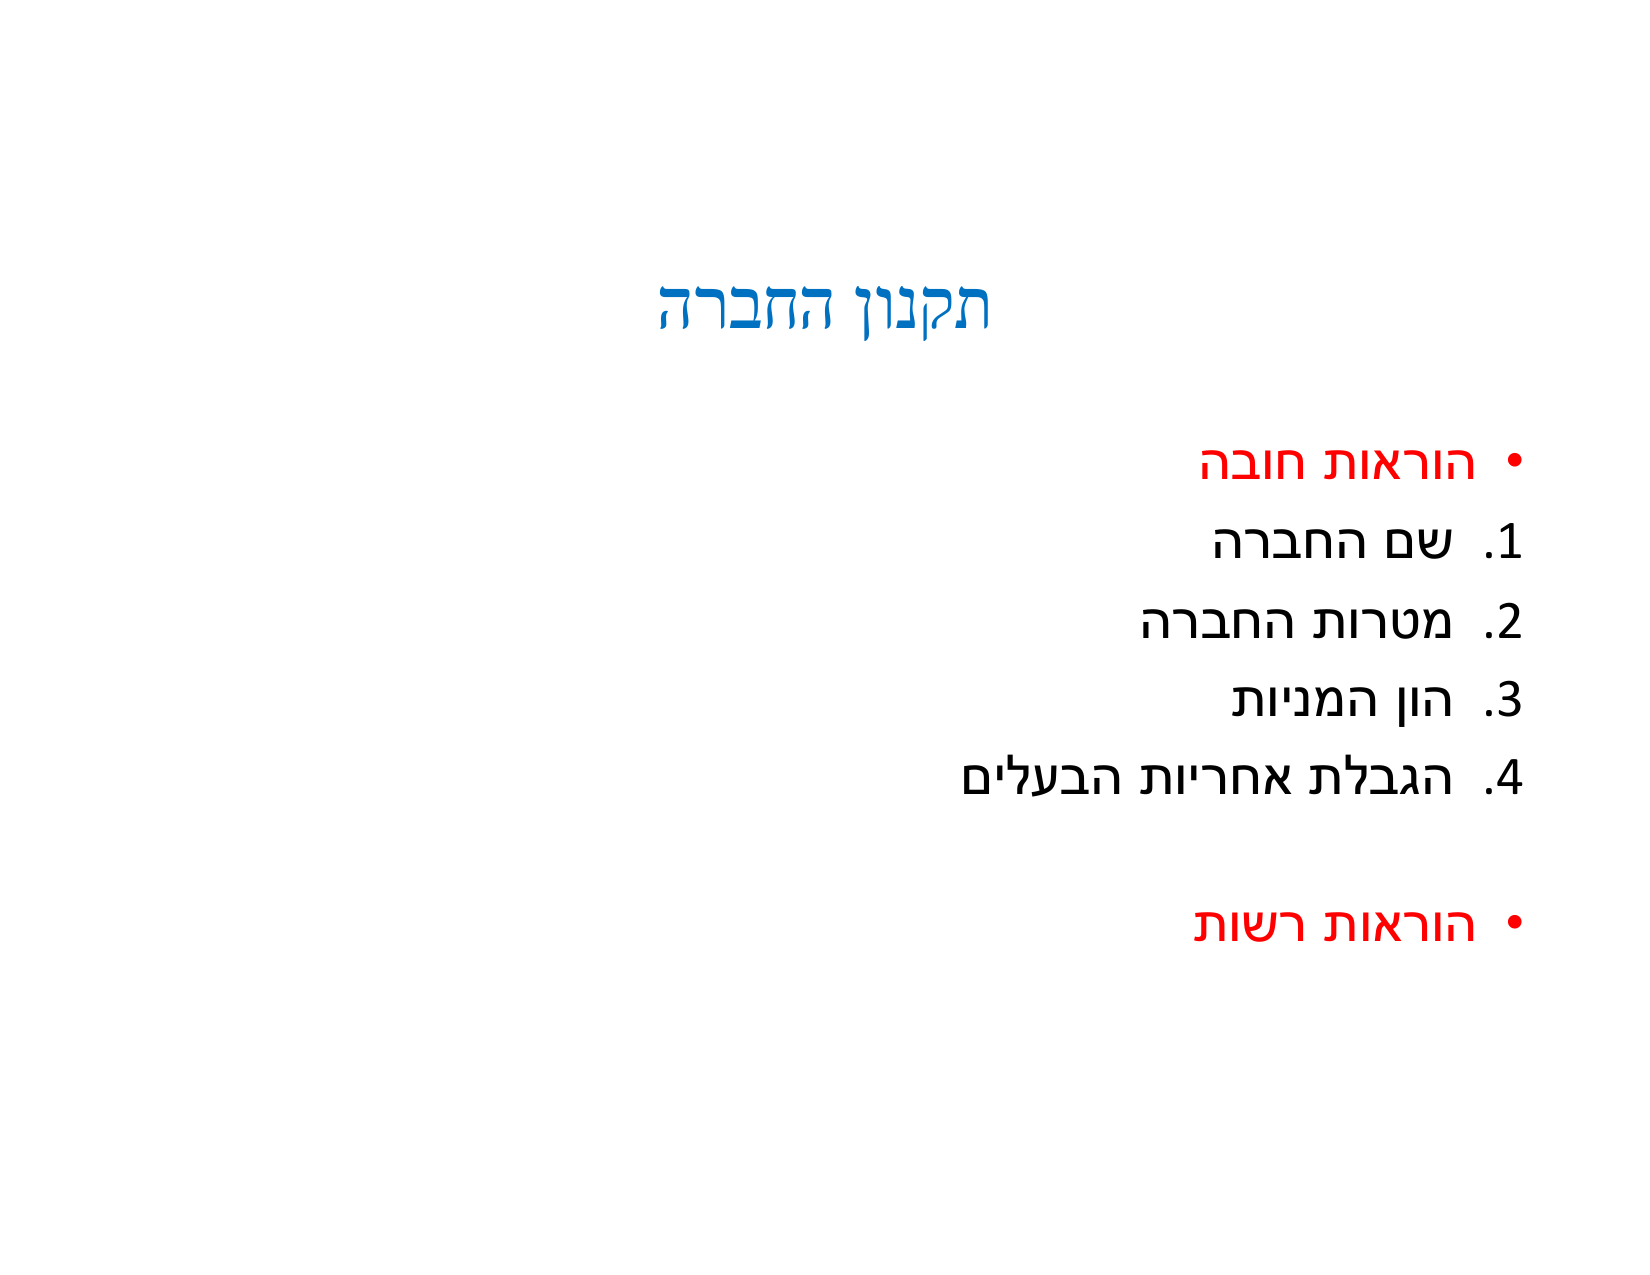 תקנון החברה
• הוראות חובה
1. שם החברה
2. מטרות החברה
3. הון המניות
4. הגבלת אחריות הבעלים
• הוראות רשות